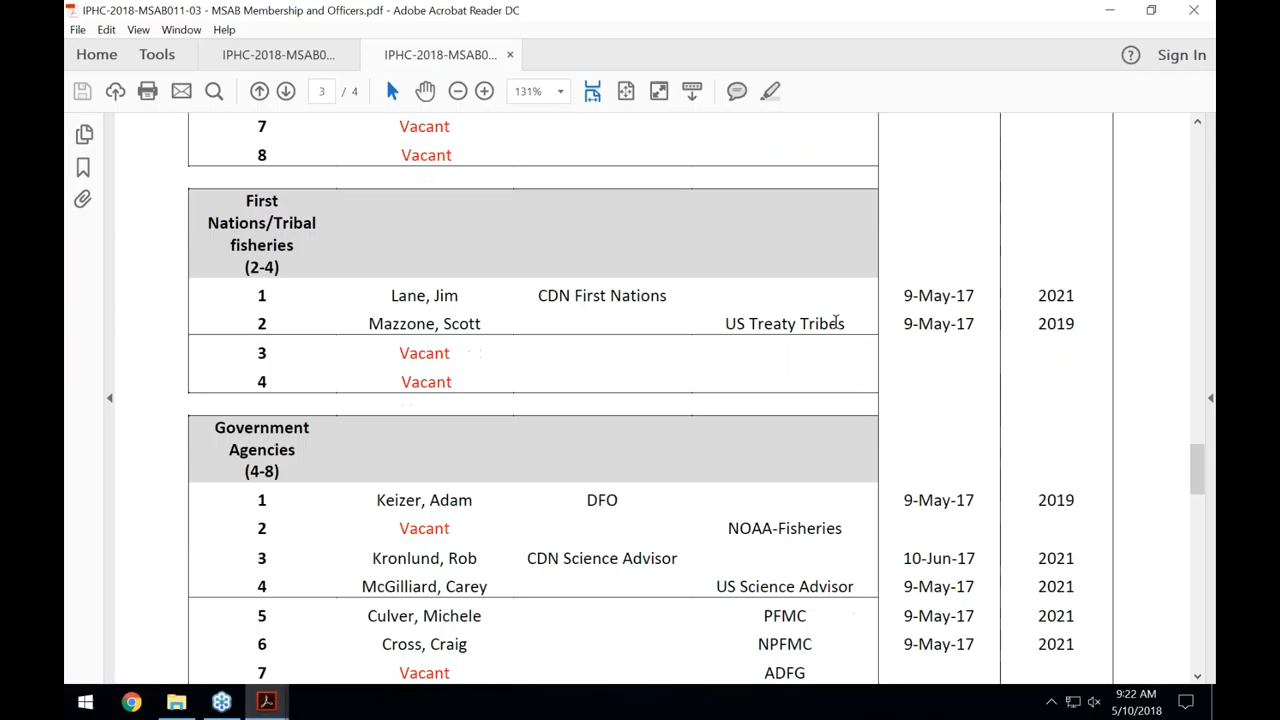 IPHC-2018-MSAB011-03 - MSAB Membership and Officers.pdf - Adobe Acrobat Reader DC
File Edit View Window Help
Home Tools IPHC-2018-MSAB0... IPHC-2018-MSAB0... × ? Sign In
3 / 4 131%
7 Vacant
8 Vacant
First
Nations/Tribal
fisheries
(2-4)
1 Lane, Jim CDN First Nations 9-May-17 2021
2 Mazzone, Scott US Treaty Tribes 9-May-17 2019
3 Vacant
4 Vacant
Government
Agencies
(4-8)
1 Keizer, Adam DFO 9-May-17 2019
2 Vacant NOAA-Fisheries
3 Kronlund, Rob CDN Science Advisor 10-Jun-17 2021
4 McGilliard, Carey US Science Advisor 9-May-17 2021
5 Culver, Michele PFMC 9-May-17 2021
6 Cross, Craig NPFMC 9-May-17 2021
7 Vacant ADFG
9:22 AM
5/10/2018